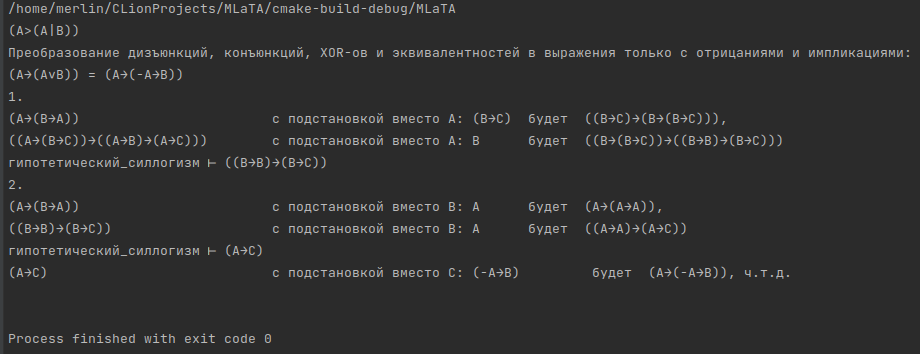 /home/merlin/CLionProjects/MLaTA/cmake-build-debug/MLaTA
(A>(A|B))
Преобразование дизъюнкций, конъюнкций, XOR-ов и эквивалентностей в выражения только с отрицаниями и импликациями:
(A→(AvB)) = (A→(-A→B))
1.
(A→(B→A)) с подстановкой вместо A: (B→C) будет ((B→C)→(B→(B→C))),
((A→(B→C))→((A→B)→(A→C))) с подстановкой вместо A: B будет ((B→(B→C))→((B→B)→(B→C)))
гипотетический_силлогизм ⊢ ((B→B)→(B→C))
2.
(A→(B→A)) с подстановкой вместо B: A будет (A→(A→A)),
((B→B)→(B→C)) с подстановкой вместо B: A будет ((A→A)→(A→C))
гипотетический_силлогизм ⊢ (A→C)
(A→C) с подстановкой вместо C: (-A→B) будет (A→(-A→B)), ч.т.д.
Process finished with exit code 0